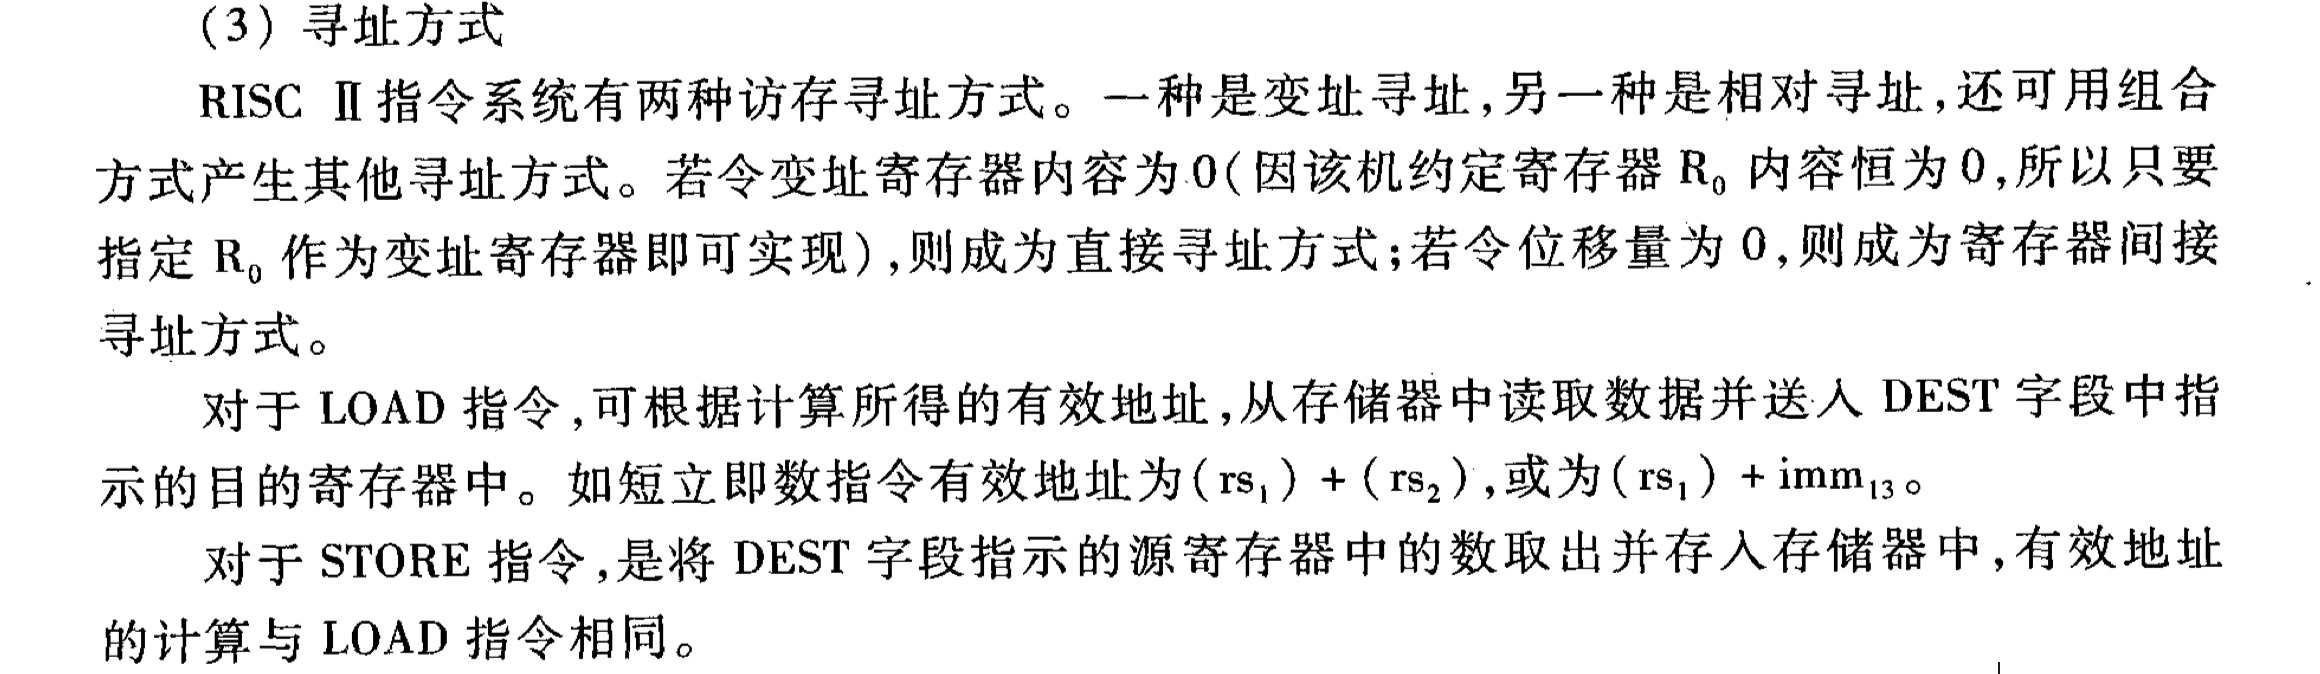 (3) 寻址方式
RISC Ⅱ指令系统有两种访存寻址方式。一种是变址寻址,另一种是相对寻址,还可用组合
方式产生其他寻址方式。若令变址寄存器内容为0(因该机约定寄存器 R₀ 内容恒为0,所以只要
指定 R₀ 作为变址寄存器即可实现),则成为直接寻址方式;若令位移量为 0,则成为寄存器间接
寻址方式。
对于 LOAD 指令,可根据计算所得的有效地址,从存储器中读取数据并送入 DEST 字段中指
示的目的寄存器中。如短立即数指令有效地址为(rs₁) + (rs₂),或为(rs₁) + imm₁₃。
对于 STORE 指令,是将 DEST 字段指示的源寄存器中的数取出并存入存储器中,有效地址
的计算与 LOAD 指令相同。